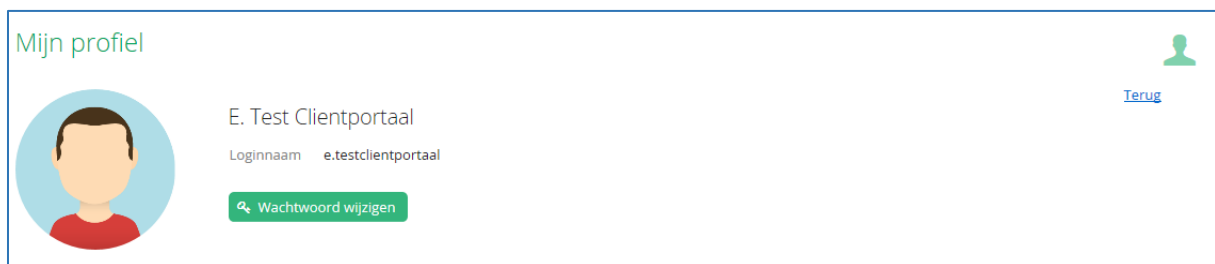 Mijn profiel
Terug
E. Test Clientportaal
Loginnaam e.testclientportaal
Wachtwoord wijzigen